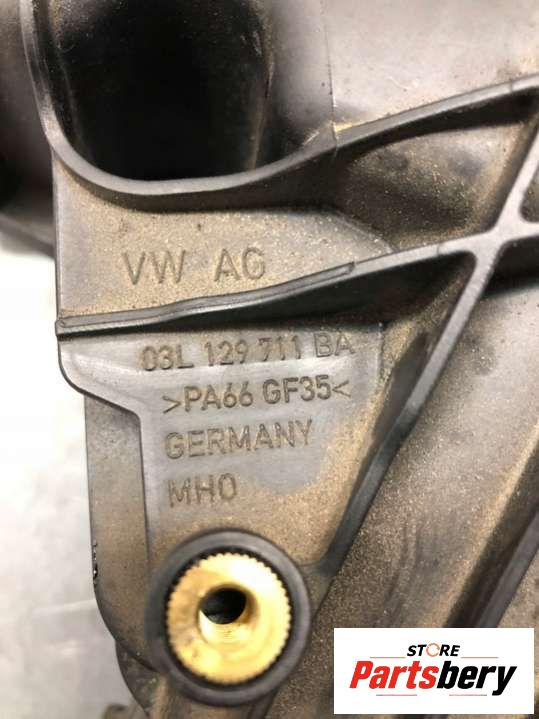 VW AG
03L 129 711 BA
>PA66 GF35<
GERMANY
MHO
STORE
Partsbery